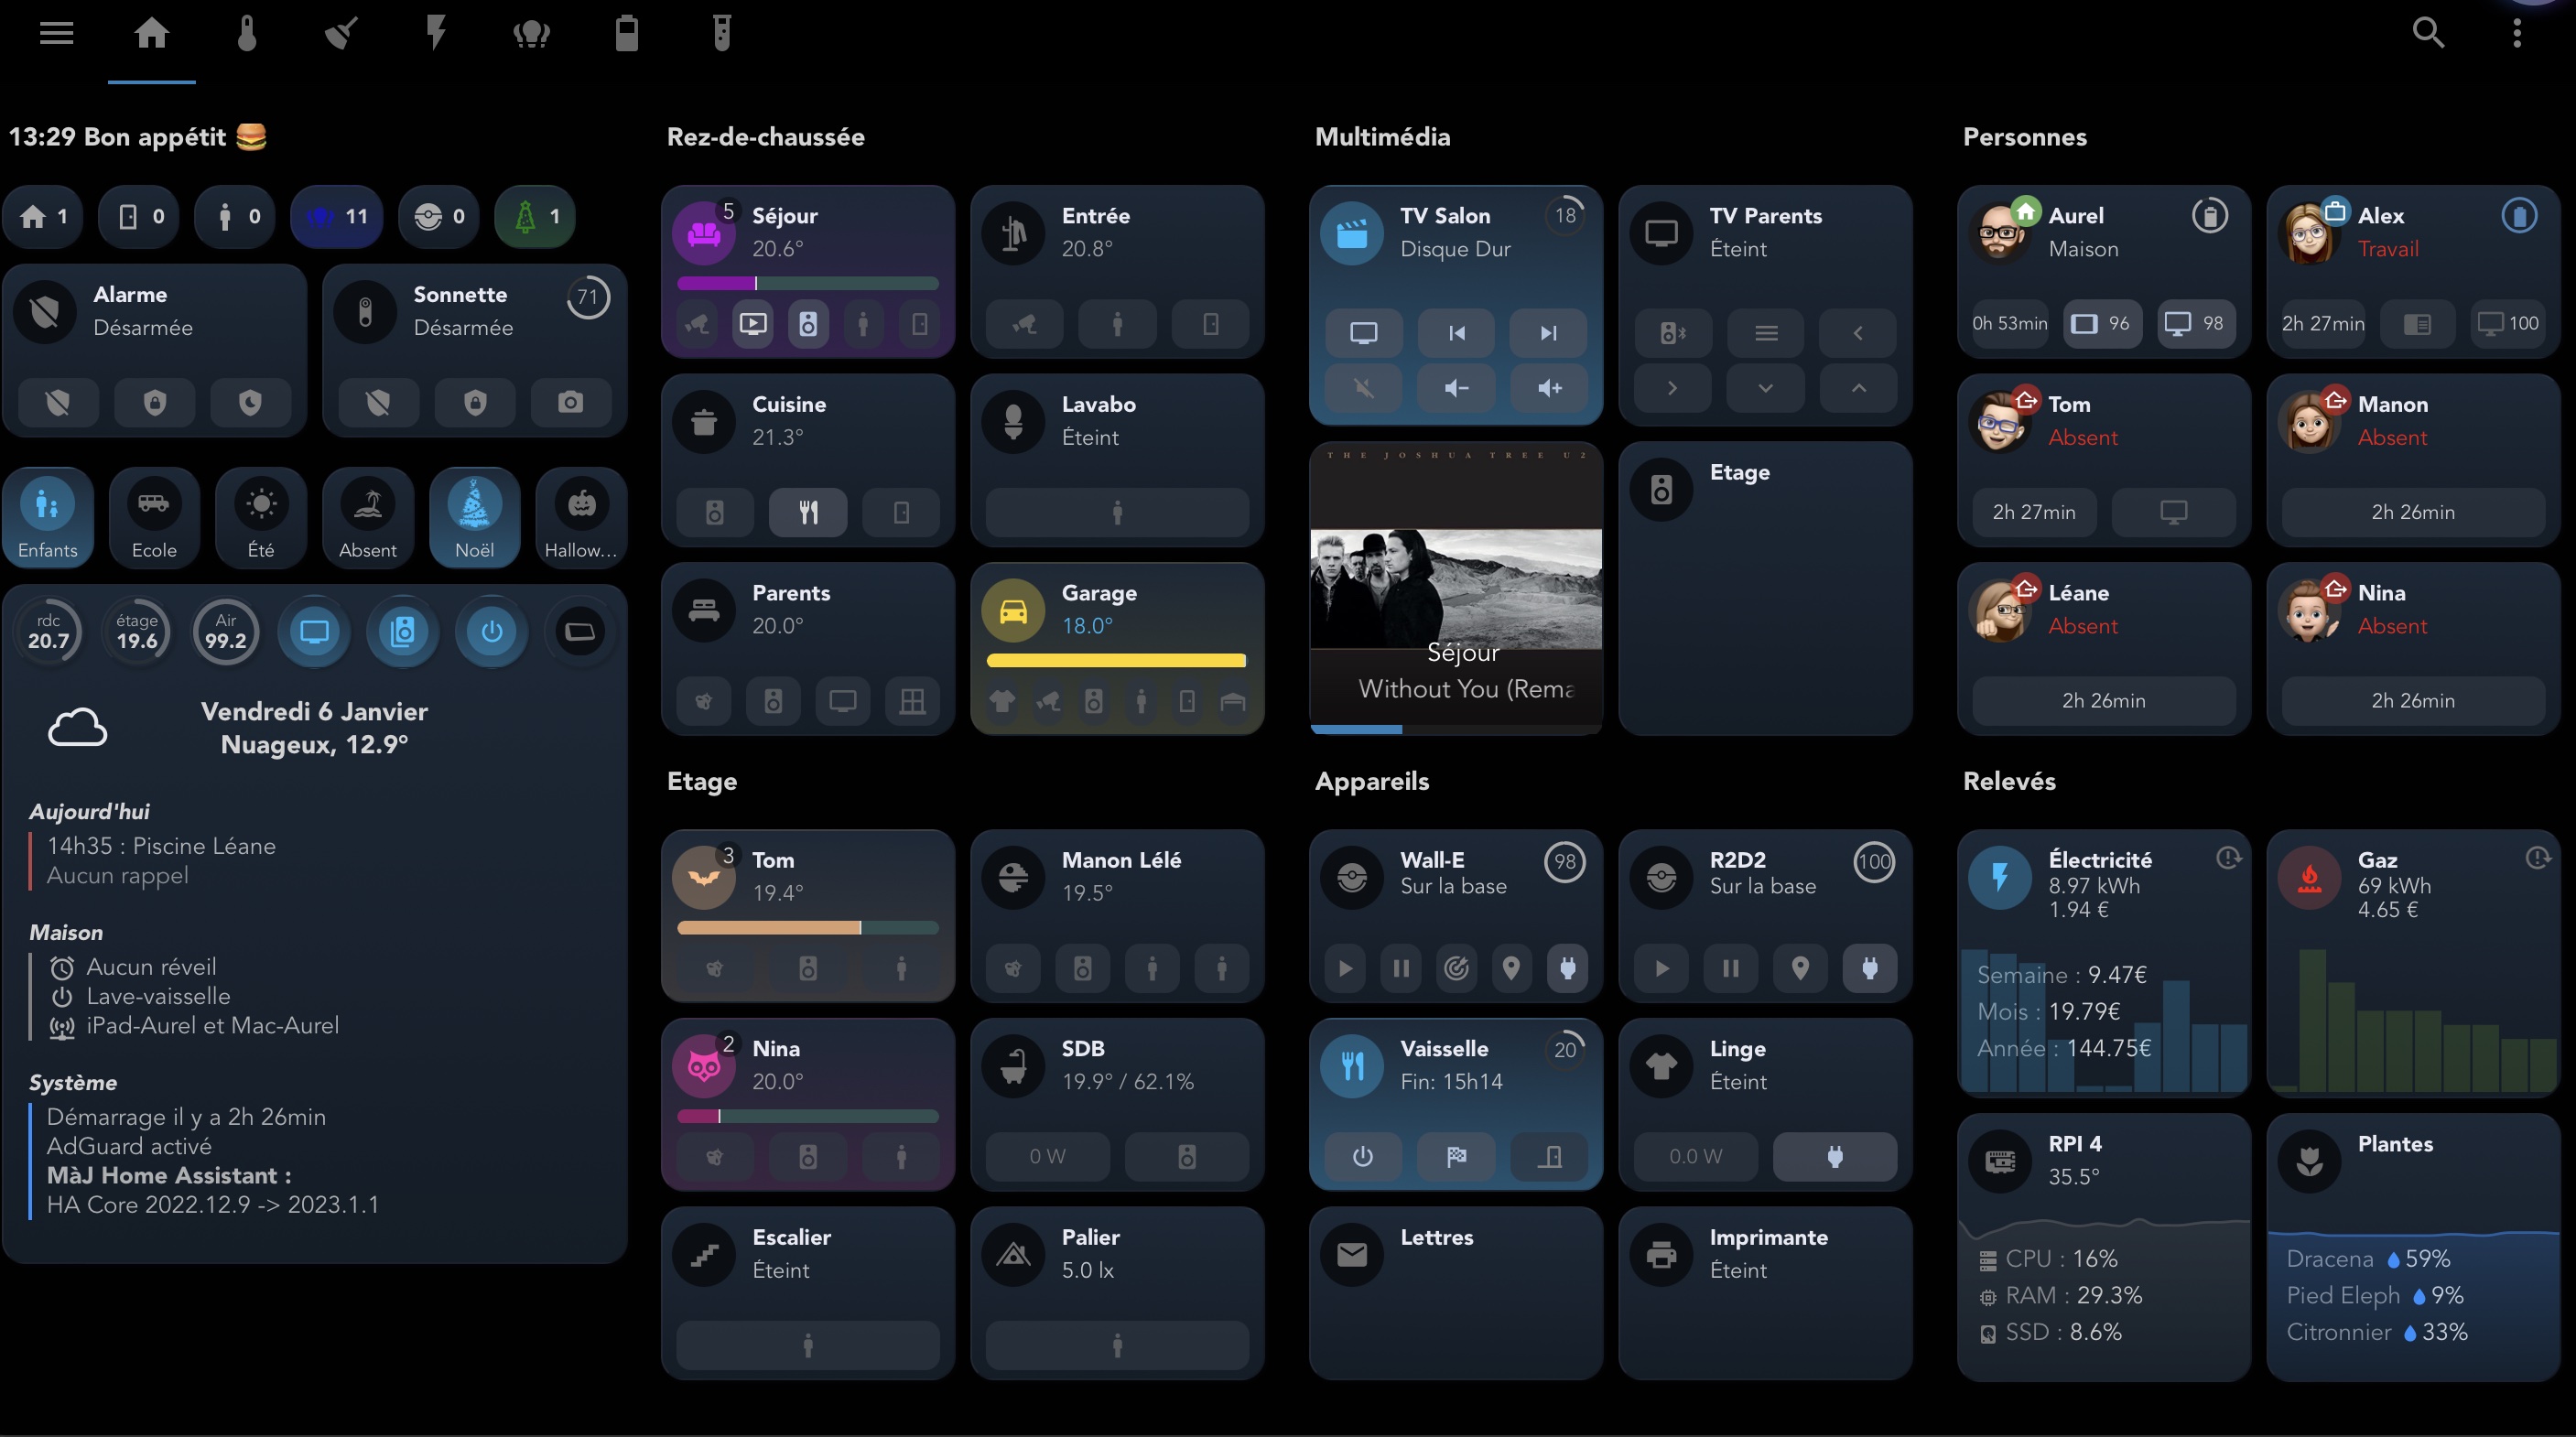 13:29 Bon appétit
1
0
0
11
0
1
Alarme
Désarmée
Sonnette
Désarmée
71
Enfants
Ecole
Été
Absent
Noël
Hallow...
rdc
20.7
étage
19.6
Air
99.2
Vendredi 6 Janvier
Nuageux, 12.9°
Aujourd'hui
14h35 : Piscine Léane
Aucun rappel
Maison
Aucun réveil
Lave-vaisselle
iPad-Aurel et Mac-Aurel
Système
Démarrage il y a 2h 26min
AdGuard activé
MàJ Home Assistant :
HA Core 2022.12.9 -> 2023.1.1
Rez-de-chaussée
5
Séjour
20.6°
Entrée
20.8°
Cuisine
21.3°
Lavabo
Éteint
Parents
20.0°
Garage
18.0°
Etage
3
Tom
19.4°
Manon Lélé
19.5°
2
Nina
20.0°
SDB
19.9° / 62.1%
0 W
Escalier
Éteint
Palier
5.0 lx
Multimédia
TV Salon
Disque Dur
18
TV Parents
Éteint
THE JOSHUA TREE U2
Séjour
Without You (Rema
Etage
Appareils
Wall-E
Sur la base
98
R2D2
Sur la base
100
Vaisselle
Fin: 15h14
20
Linge
Éteint
0.0 W
Lettres
Imprimante
Éteint
Personnes
Aurel
Maison
0h 53min
96
98
Alex
Travail
2h 27min
100
Tom
Absent
2h 27min
Manon
Absent
2h 26min
Léane
Absent
2h 26min
Nina
Absent
2h 26min
Relevés
Électricité
8.97 kWh
1.94 €
Semaine : 9.47€
Mois : 19.79€
Année : 144.75€
Gaz
69 kWh
4.65 €
RPI 4
35.5°
CPU : 16%
RAM : 29.3%
SSD : 8.6%
Plantes
Dracena 59%
Pied Eleph 9%
Citronnier 33%